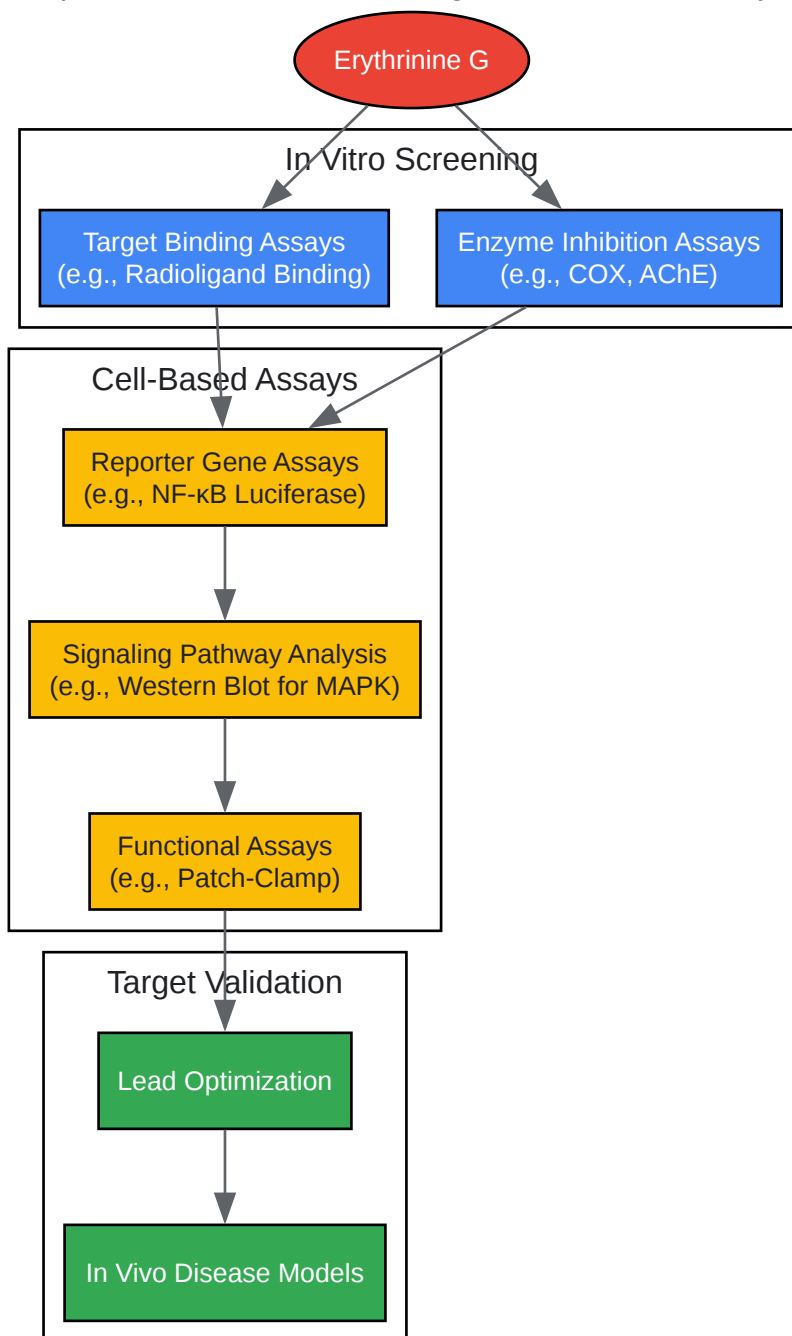 Erythrinine G
In Vitro Screening
Target Binding Assays
(e.g., Radioligand Binding)
Enzyme Inhibition Assays
(e.g., COX, AChE)
Cell-Based Assays
Reporter Gene Assays
(e.g., NF-κB Luciferase)
Signaling Pathway Analysis
(e.g., Western Blot for MAPK)
Functional Assays
(e.g., Patch-Clamp)
Target Validation
Lead Optimization
In Vivo Disease Models